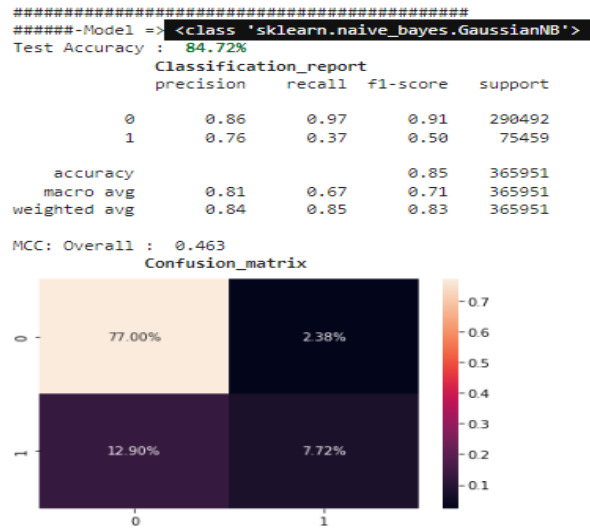 ############################################
######-Model => <class 'sklearn.naive_bayes.GaussianNB'>
Test Accuracy : 84.72%
Classification_report
precision recall f1-score support
0 0.86 0.97 0.91 290492
1 0.76 0.37 0.50 75459
accuracy 0.85 365951
macro avg 0.81 0.67 0.71 365951
weighted avg 0.84 0.85 0.83 365951
MCC: Overall : 0.463
Confusion_matrix
0 77.00% 2.38%
1 12.90% 7.72%
0 1
0.7
0.6
0.5
0.4
0.3
0.2
0.1